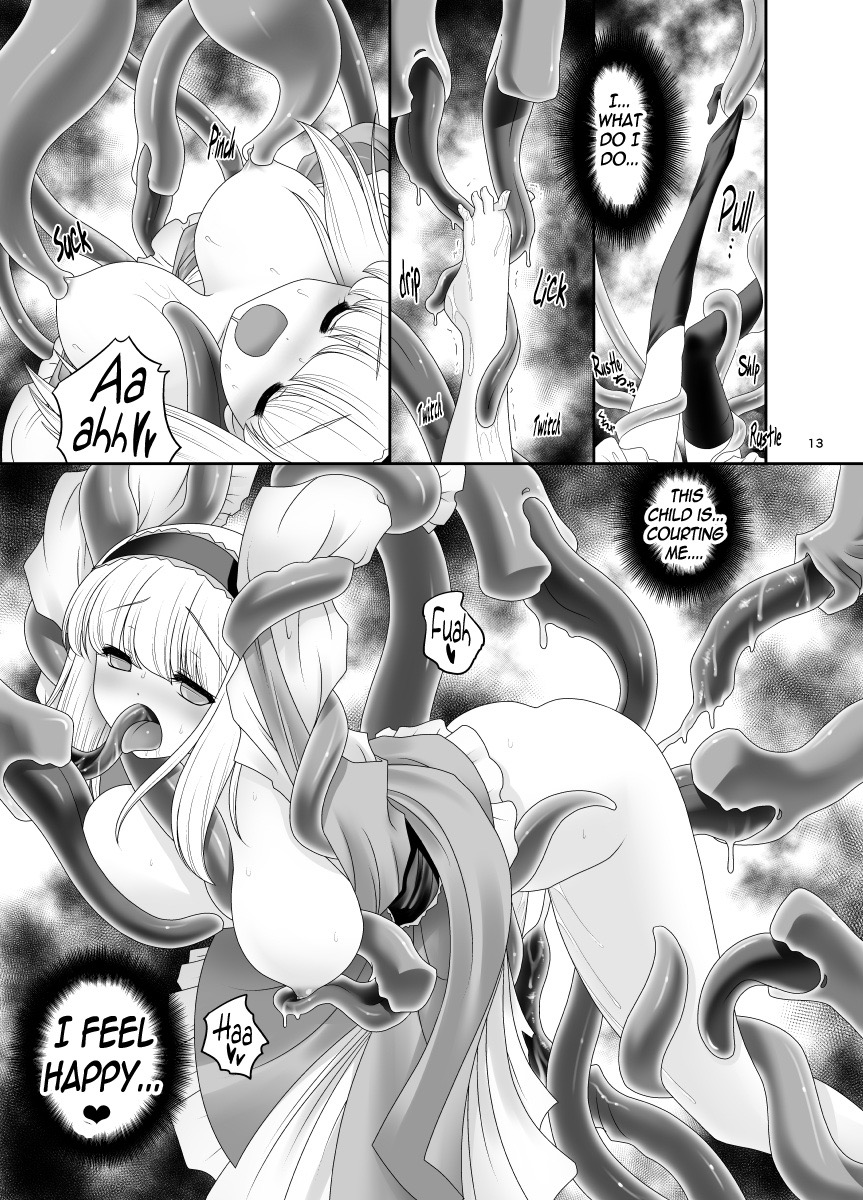 I...
WHAT
DO I
DO...
Pull
...
Rustle
Slip
Rustle
13
Lick
drip
Twitch
Twitch
Pinch
Suck
Aa
ahh
THIS
CHILD IS...
COURTING
ME....
Fuah
Haa
I FEEL
HAPPY...